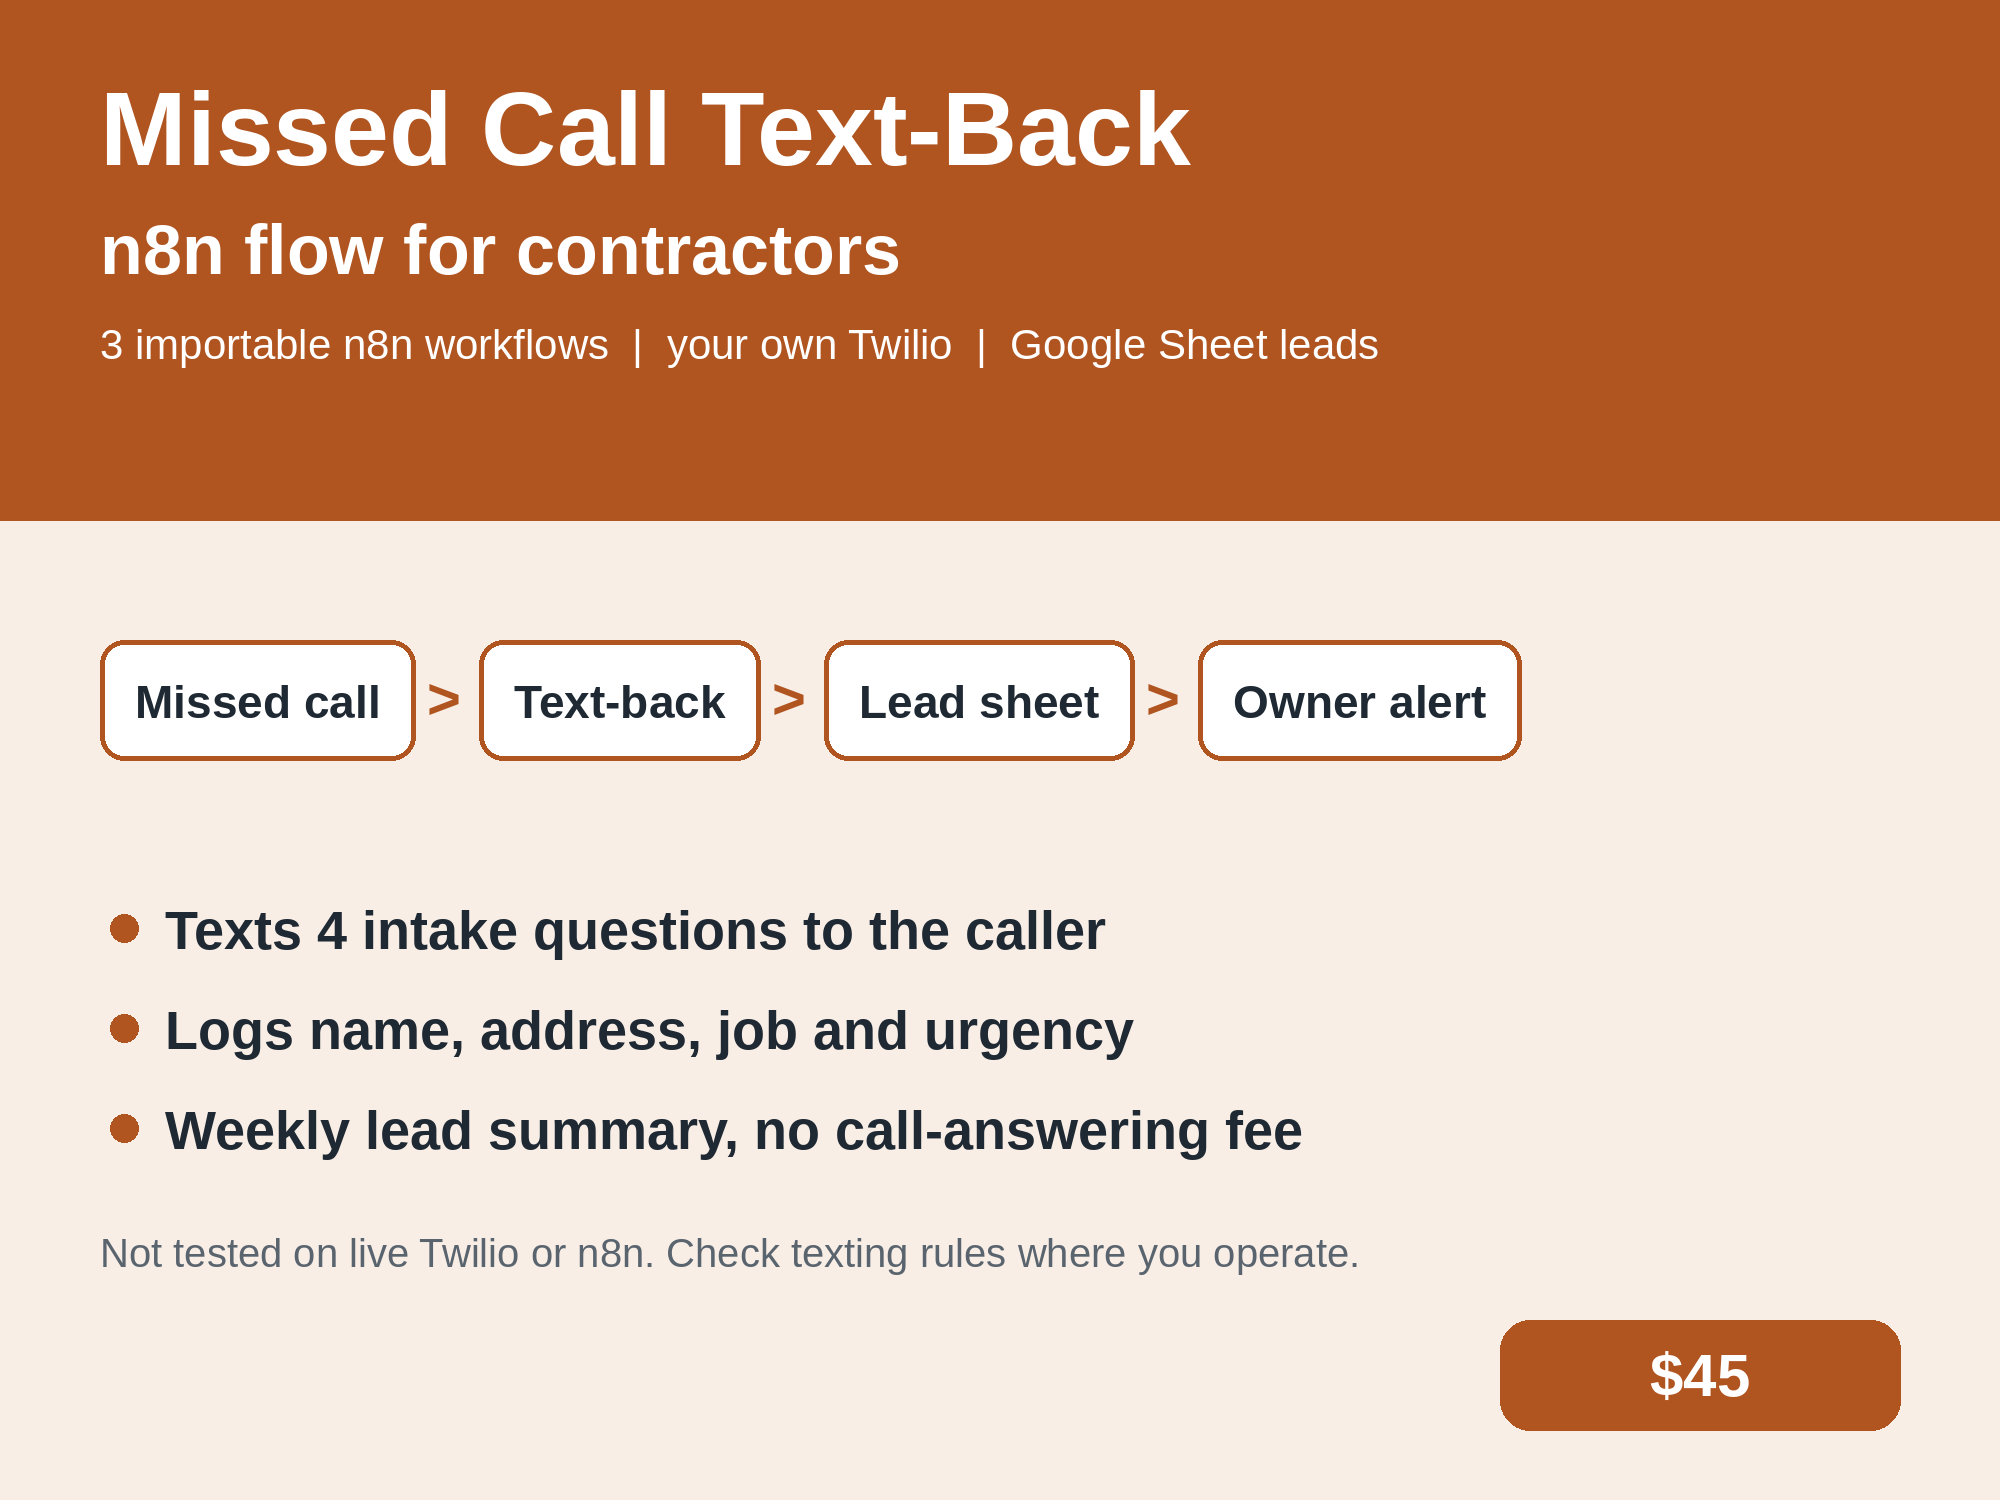 Missed Call Text-Back
n8n flow for contractors
3 importable n8n workflows | your own Twilio | Google Sheet leads
Missed call > Text-back > Lead sheet > Owner alert
Texts 4 intake questions to the caller
Logs name, address, job and urgency
Weekly lead summary, no call-answering fee
Not tested on live Twilio or n8n. Check texting rules where you operate.
$45